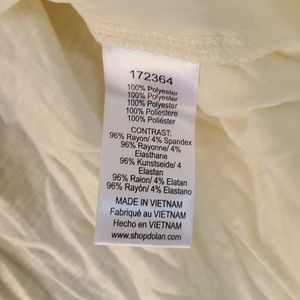 172364
100% Polyester
100% Polyester
100% Polyester
100% Poliestere
100% Poliéster
CONTRAST:
96% Rayon/ 4% Spandex
96% Rayonne/ 4%
Elasthane
96% Kunstseide/ 4
Elastan
96% Raion/ 4% Elatan
96% Rayón/ 4% Elastano
MADE IN VIETNAM
Fabriqué au VIETNAM
Hecho en VIETNAM
www.shopdolan.com